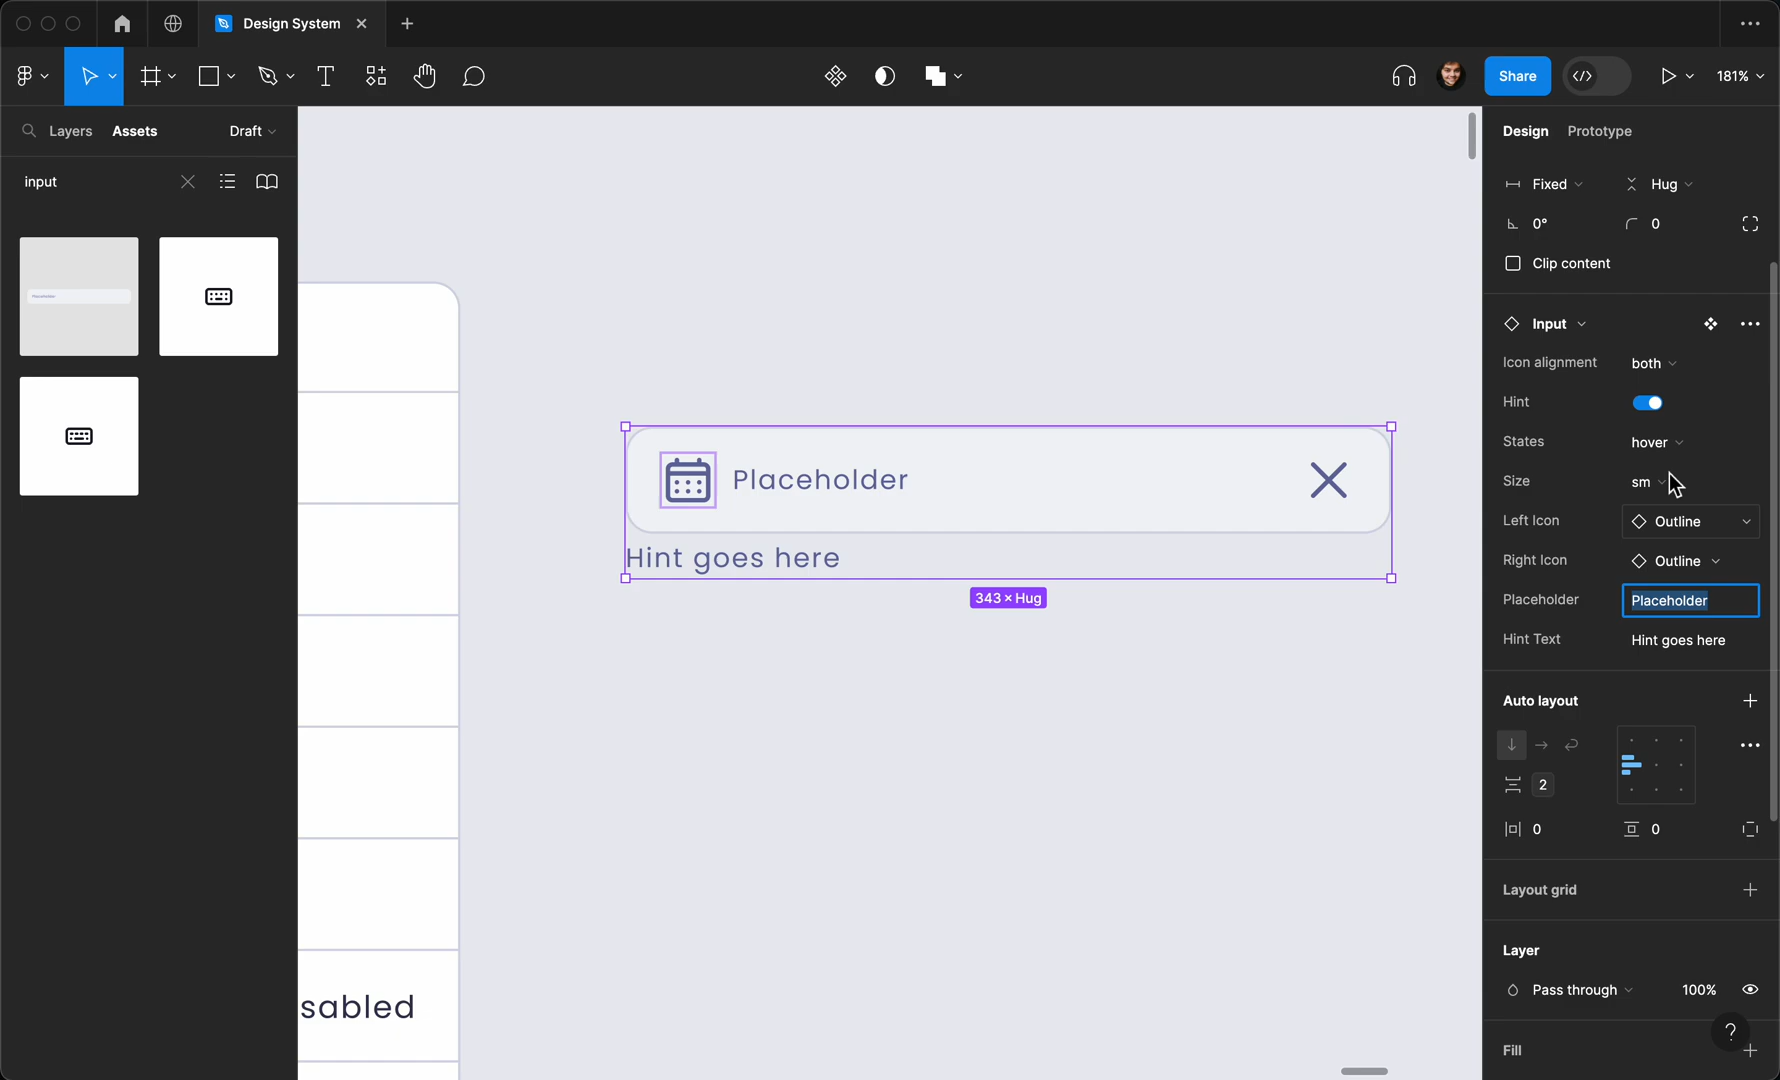 Design System
Share
181%
Layers
Assets
Draft
input
Placeholder
Placeholder
Hint goes here
343 × Hug
sabled
Design
Prototype
Fixed
Hug
0°
0
Clip content
Input
Icon alignment
both
Hint
States
hover
Size
sm
Left Icon
Outline
Right Icon
Outline
Placeholder
Placeholder
Hint Text
Hint goes here
Auto layout
2
0
0
Layout grid
Layer
Pass through
100%
Fill
?